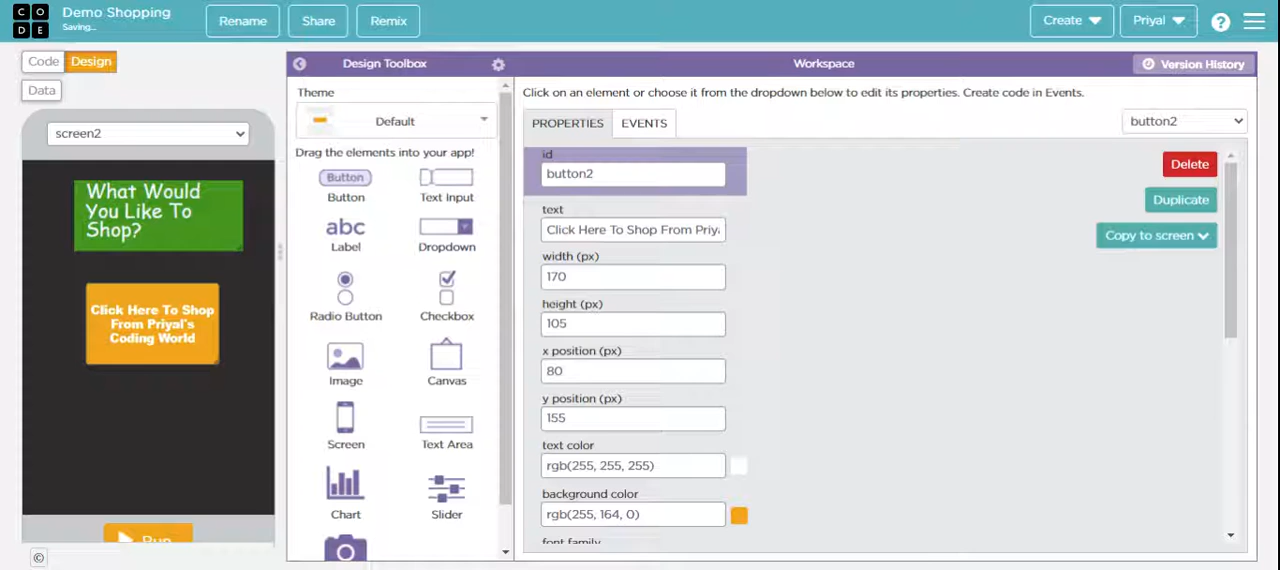 C O
D E
Demo Shopping
Saving...
Rename
Share
Remix
Create
Priyal
?
Code
Design
Data
screen2
What Would
You Like To
Shop?
Click Here To Shop
From Priyal's
Coding World
Run
©
Design Toolbox
Theme
Default
Drag the elements into your app!
Button
Button
Text Input
abc
Label
Dropdown
Radio Button
Checkbox
Image
Canvas
Screen
Text Area
Chart
Slider
Workspace
Version History
Click on an element or choose it from the dropdown below to edit its properties. Create code in Events.
PROPERTIES
EVENTS
button2
id
button2
text
Click Here To Shop From Priy
width (px)
170
height (px)
105
x position (px)
80
y position (px)
155
text color
rgb(255, 255, 255)
background color
rgb(255, 164, 0)
font family
Delete
Duplicate
Copy to screen